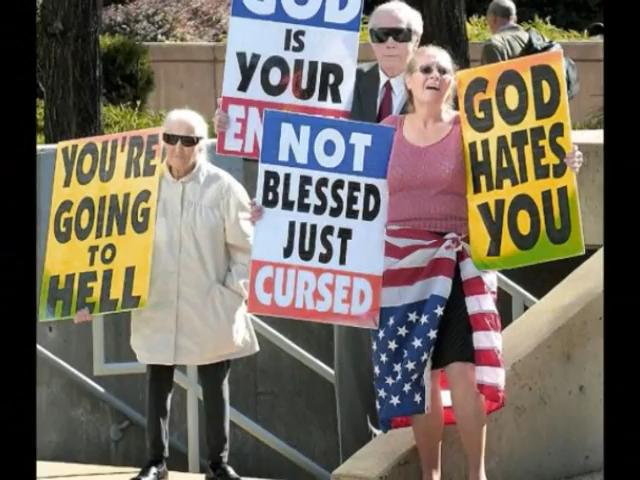 GOD
IS
YOUR
YOU'RE
GOING
TO
HELL
NOT
BLESSED
JUST
CURSED
GOD
HATES
YOU